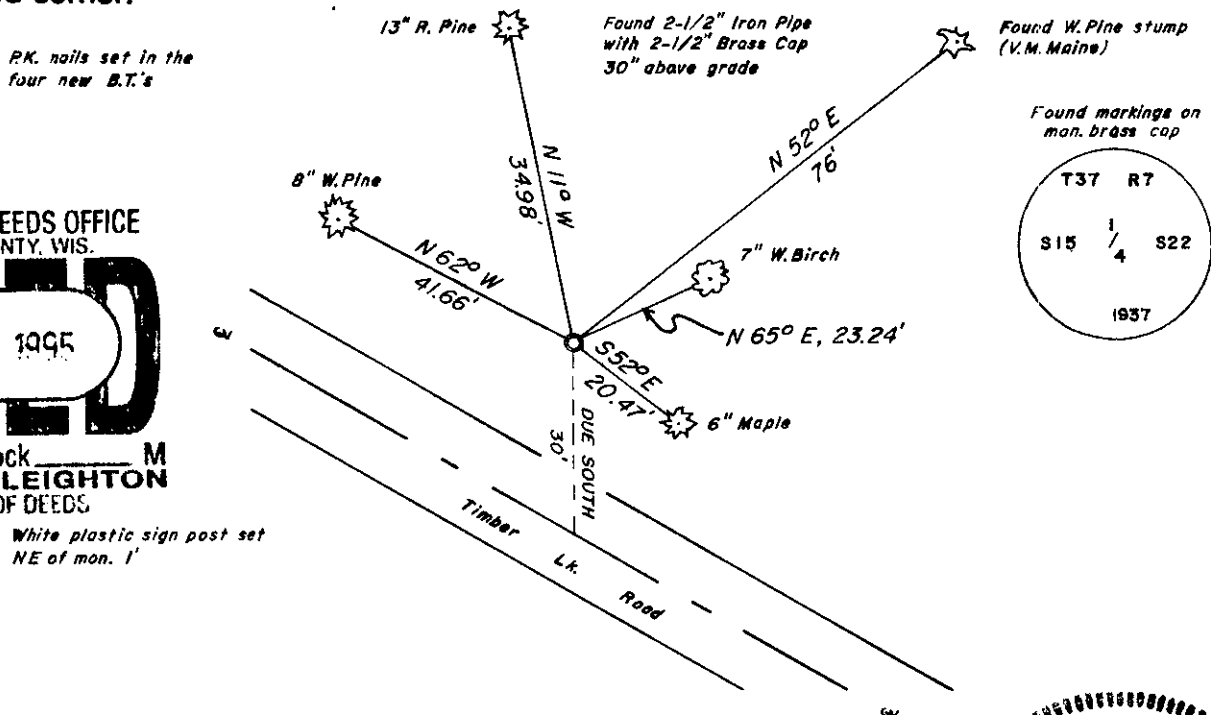 P.K. nails set in the
four new B.T.'s
13" R. Pine
Found 2-1/2" Iron Pipe
with 2-1/2" Brass Cap
30" above grade
Found W. Pine stump
(V.M. Maine)
Found markings on
mon. brass cap
T37 R7
S15 1/4 S22
1937
8" W. Pine
N 11° W
34.98'
N 52° E
76'
7" W. Birch
N 62° W
41.66'
N 65° E, 23.24'
S 52° E
20.47'
6" Maple
DUE SOUTH
30'
Timber Lk. Road
EEDS OFFICE
NTY, WIS.
1995
ock ______ M
LEIGHTON
OF DEEDS
White plastic sign post set
NE of mon. 1'